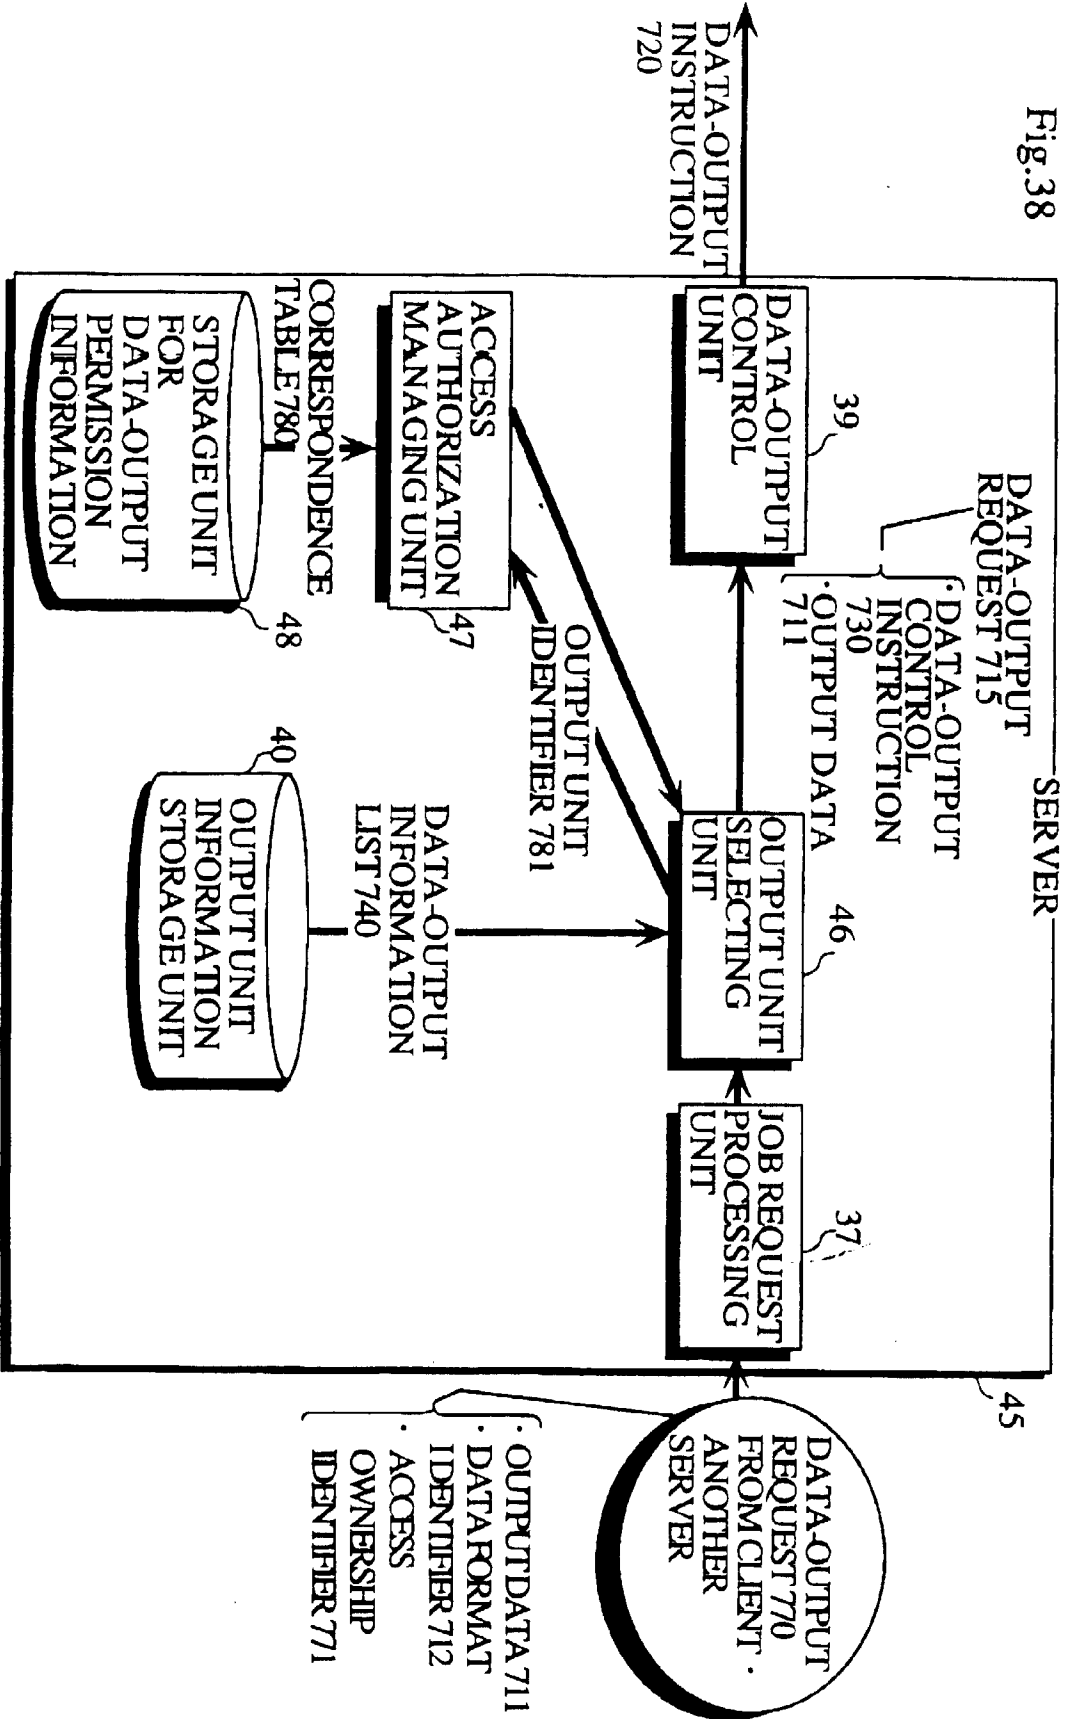 Fig.38
SERVER
45
DATA-OUTPUT
INSTRUCTION
720
DATA-OUTPUT
CONTROL
UNIT
39
DATA-OUTPUT
REQUEST 715
· DATA-OUTPUT
CONTROL
INSTRUCTION
730
· OUTPUT DATA
711
OUTPUT UNIT
SELECTING
UNIT
46
JOB REQUEST
PROCESSING
UNIT
37
DATA-OUTPUT
REQUEST 770
FROM CLIENT ·
ANOTHER
SERVER
· OUTPUT DATA 711
· DATA FORMAT
IDENTIFIER 712
· ACCESS
OWNERSHIP
IDENTIFIER 771
ACCESS
AUTHORIZATION
MANAGING UNIT
47
OUTPUT UNIT
IDENTIFIER 781
CORRESPONDENCE
TABLE 780
STORAGE UNIT
FOR
DATA-OUTPUT
PERMISSION
INFORMATION
48
DATA-OUTPUT
INFORMATION
LIST 740
40
OUTPUT UNIT
INFORMATION
STORAGE UNIT